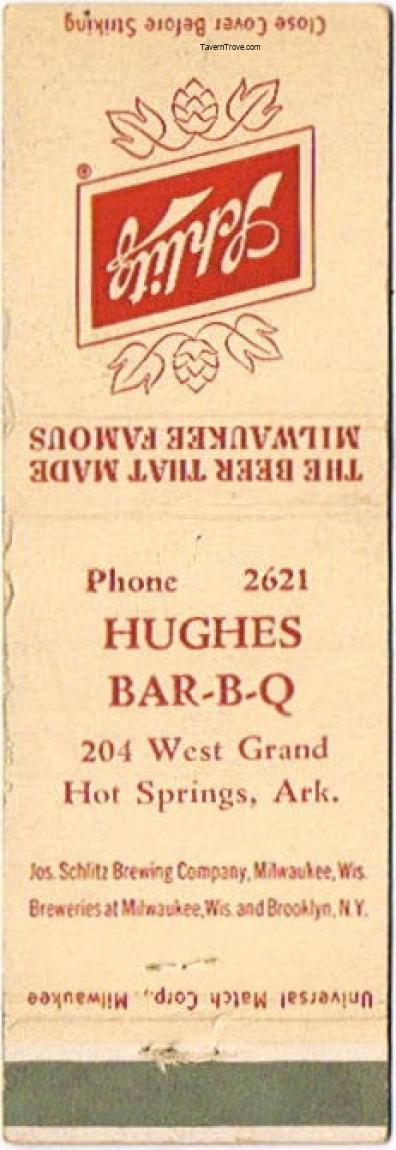 Close Cover Before Striking
TavernTrove.com
Schlitz
®
THE BEER THAT MADE
MILWAUKEE FAMOUS
Phone 2621
HUGHES
BAR-B-Q
204 West Grand
Hot Springs, Ark.
Jos. Schlitz Brewing Company, Milwaukee, Wis.
Breweries at Milwaukee, Wis. and Brooklyn, N.Y.
Universal Match Corp., Milwaukee